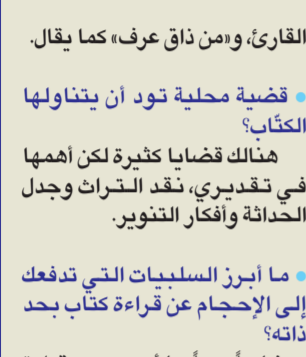 القارئ، و«من ذاق عرف» كما يقال.
• قضية محلية تود أن يتناولها
الكتّاب؟
هنالك قضايا كثيرة لكن أهمها
في تقديري، نقد التراث وجدل
الحداثة وأفكار التنوير.
• ما أبرز السلبيات التي تدفعك
إلى الإحجام عن قراءة كتاب بحد
ذاته؟